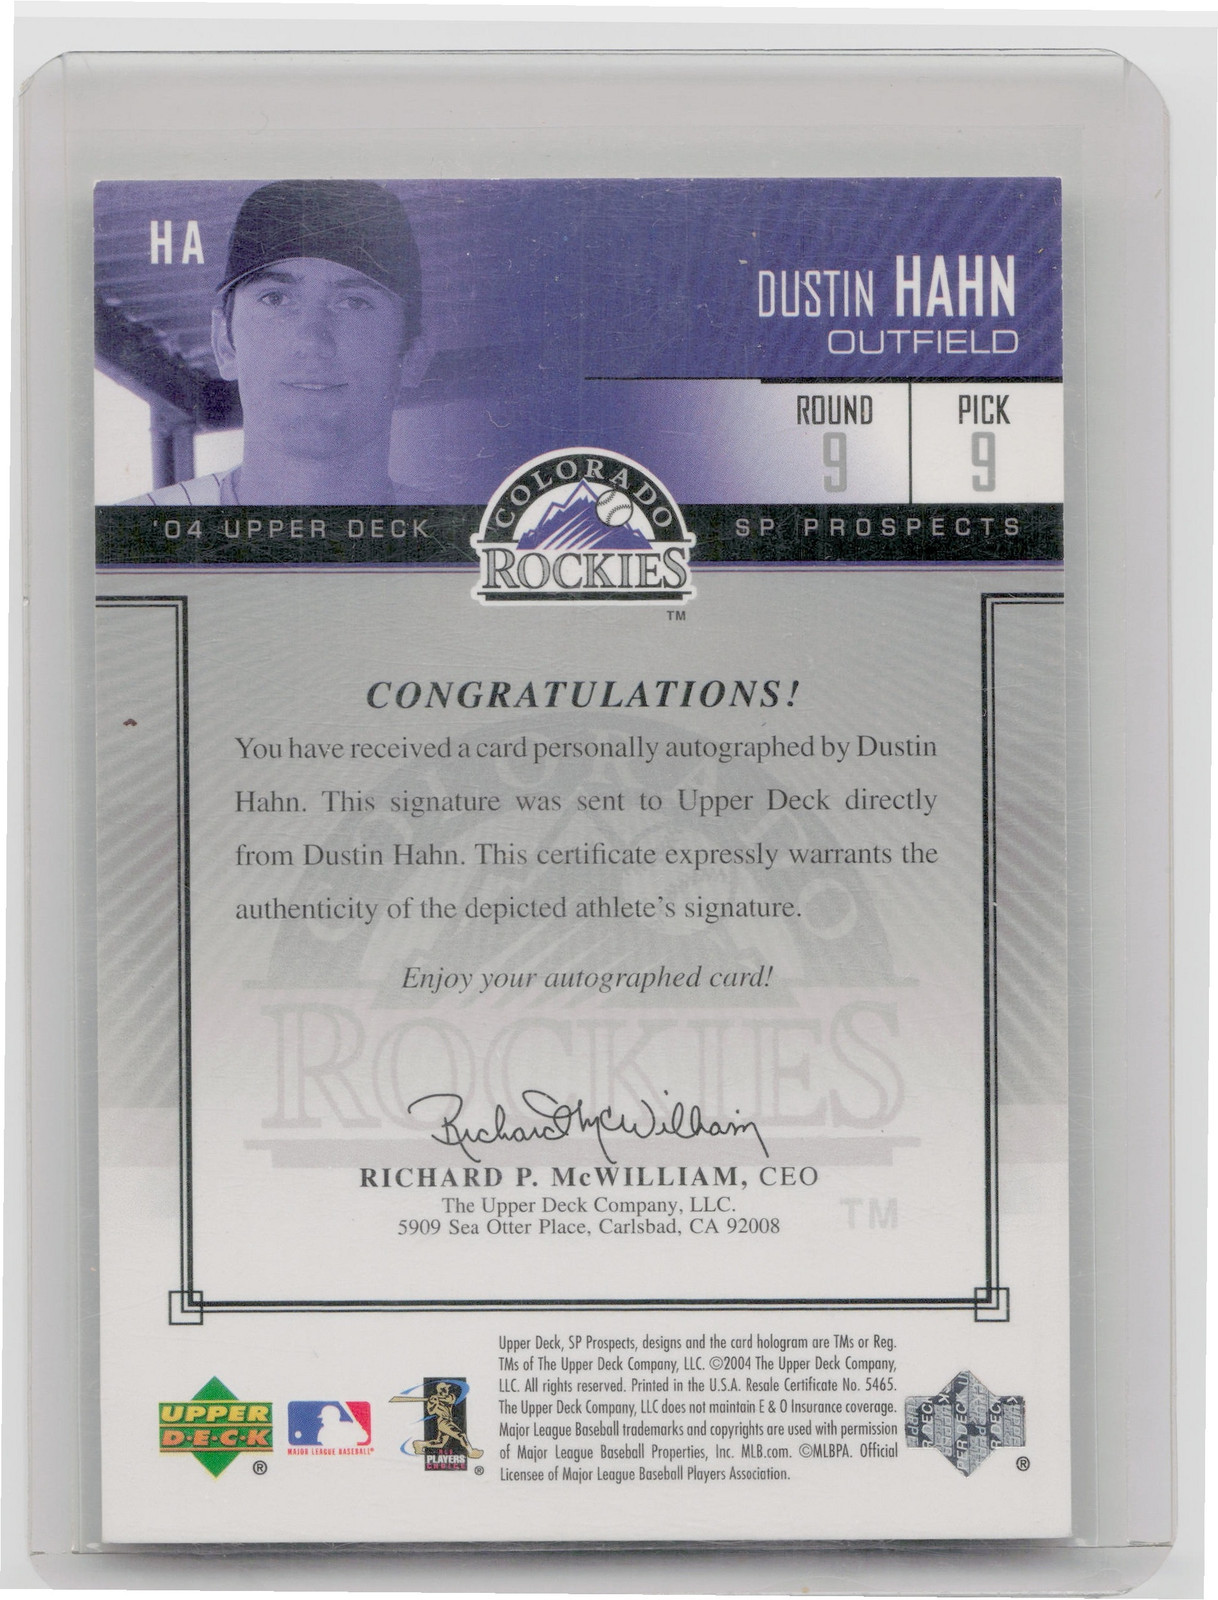 HA
DUSTIN HAHN
OUTFIELD
ROUND PICK
9 9
COLORADO
ROCKIES
TM
'04 UPPER DECK SP PROSPECTS
CONGRATULATIONS!
You have received a card personally autographed by Dustin
Hahn. This signature was sent to Upper Deck directly
from Dustin Hahn. This certificate expressly warrants the
authenticity of the depicted athlete's signature.
Enjoy your autographed card!
ROCKIES
Richard McWilliam
RICHARD P. McWILLIAM, CEO
The Upper Deck Company, LLC.
5909 Sea Otter Place, Carlsbad, CA 92008
TM
Upper Deck, SP Prospects, designs and the card hologram are TMs or Reg.
TMs of The Upper Deck Company, LLC. ©2004 The Upper Deck Company,
LLC. All rights reserved. Printed in the U.S.A. Resale Certificate No. 5465.
The Upper Deck Company, LLC does not maintain E & O Insurance coverage.
Major League Baseball trademarks and copyrights are used with permission
of Major League Baseball Properties, Inc. MLB.com. ©MLBPA. Official
Licensee of Major League Baseball Players Association.
UPPER
DECK
®
MAJOR LEAGUE BASEBALL
PLAYERS
CHOICE
®
®